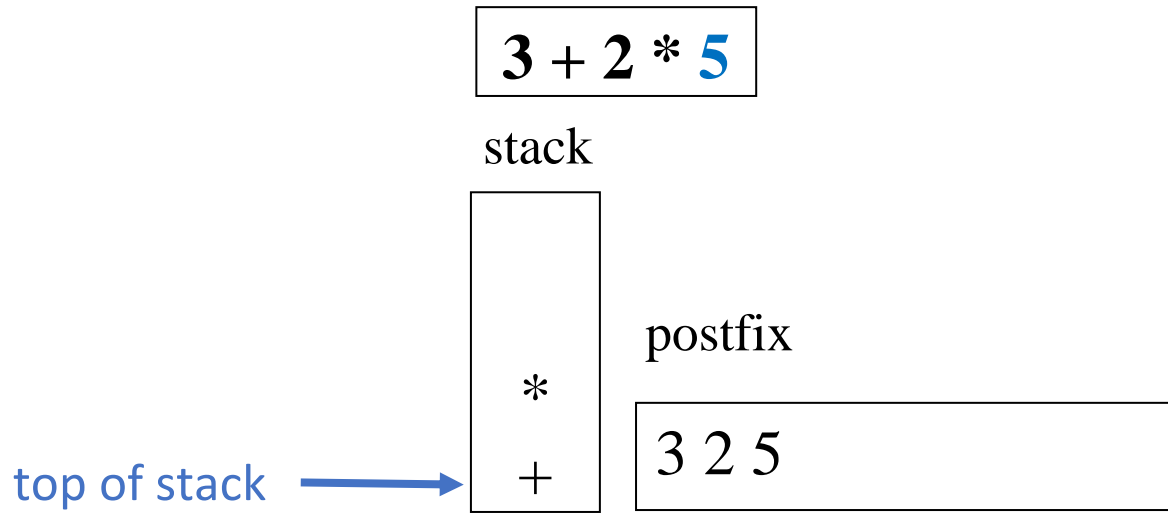 3 + 2 * 5
stack
postfix
*
3 2 5
top of stack
+